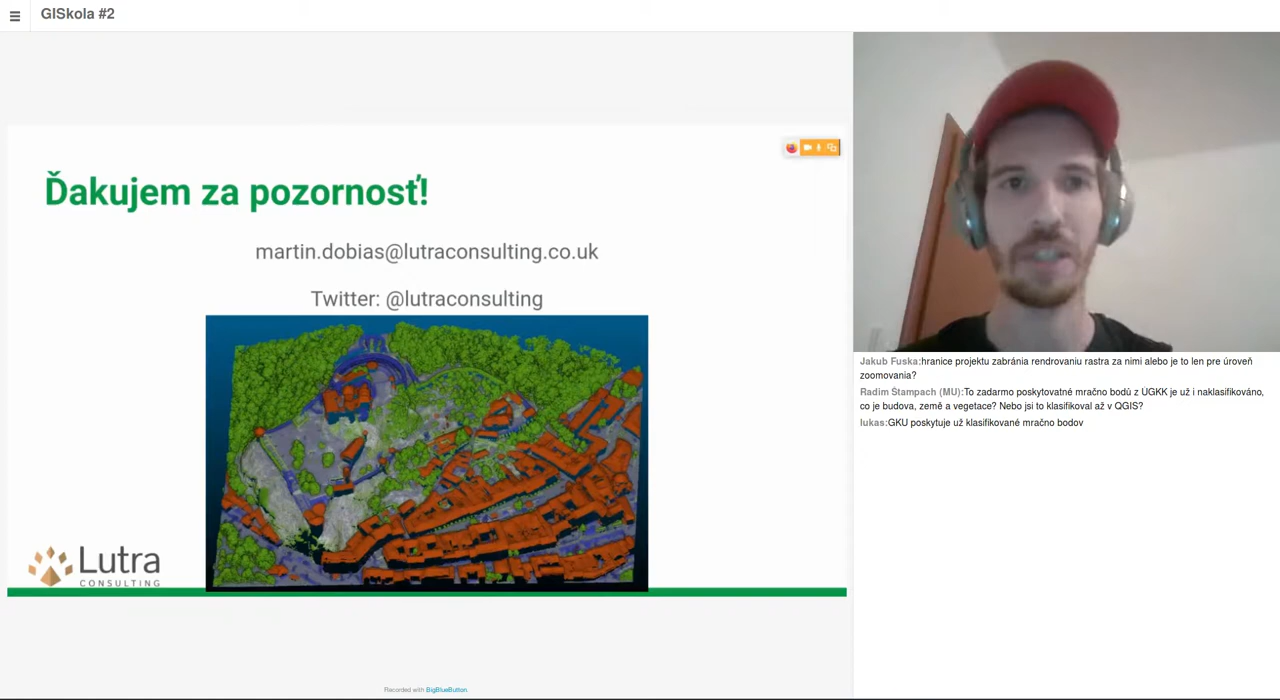 GISkola #2
Ďakujem za pozornosť!
martin.dobias@lutraconsulting.co.uk
Twitter: @lutraconsulting
Lutra
CONSULTING
Jakub Fuska:hranice projektu zabránia rendrovaniu rastra za nimi alebo je to len pre úroveň
zoomovania?
Radim Štampach (MU):To zadarmo poskytovatné mračno bodů z ÚGKK je už i naklasifikováno,
co je budova, země a vegetace? Nebo jsi to klasifikoval až v QGIS?
lukas:GKU poskytuje už klasifikované mračno bodov
Recorded with BigBlueButton.